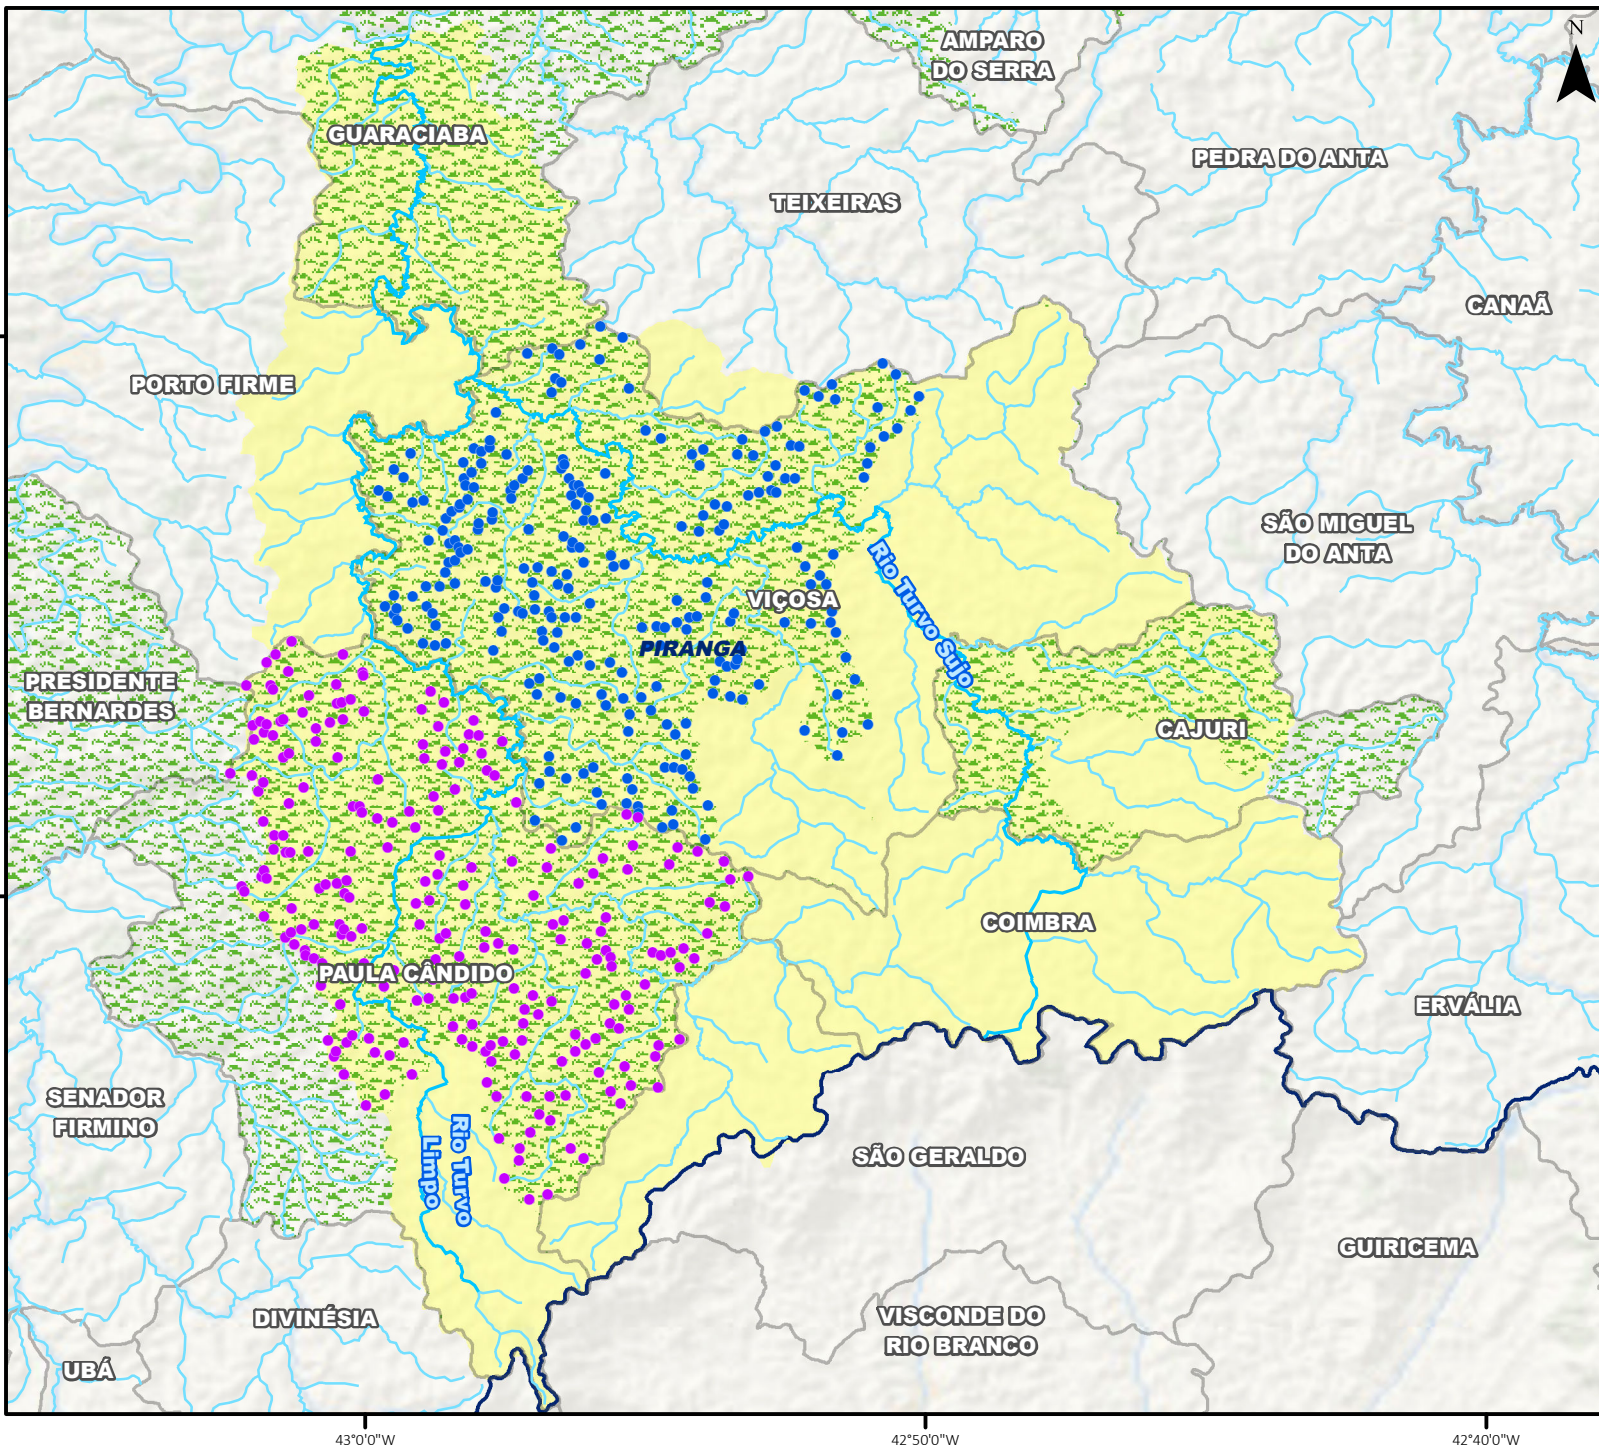 N
AMPARO
DO SERRA
GUARACIABA
PEDRA DO ANTA
TEIXEIRAS
CANAÃ
PORTO FIRME
SÃO MIGUEL
DO ANTA
Rio Turvo Sujo
VIÇOSA
PIRANGA
PRESIDENTE
BERNARDES
CAJURI
COIMBRA
PAULA CÂNDIDO
ERVÁLIA
SENADOR
FIRMINO
Rio Turvo
Limpo
SÃO GERALDO
GUIRICEMA
DIVINÉSIA
VISCONDE DO
RIO BRANCO
UBÁ
43°0'0"W
42°50'0"W
42°40'0"W